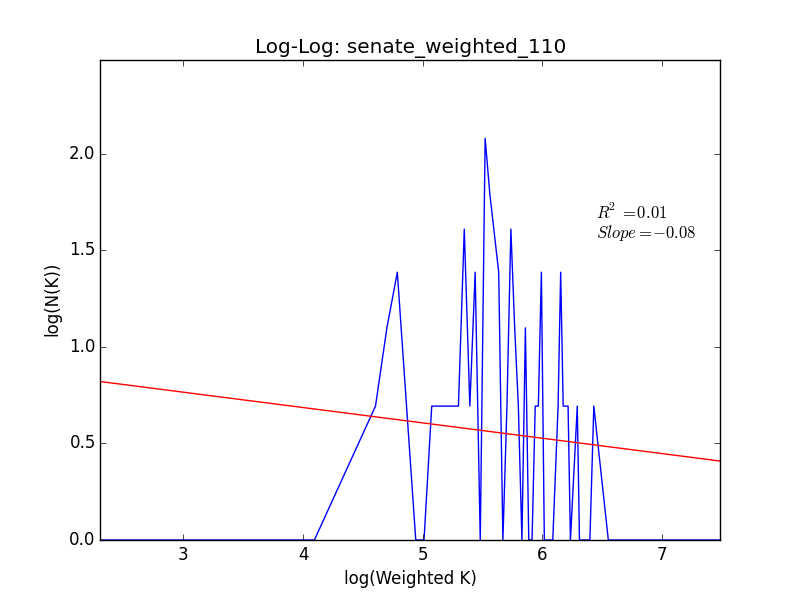 Log-Log: senate_weighted_110
R² =0.01
Slope=−0.08
log(N(K))
2.0
1.5
1.0
0.5
0.0
3 4 5 6 7
log(Weighted K)